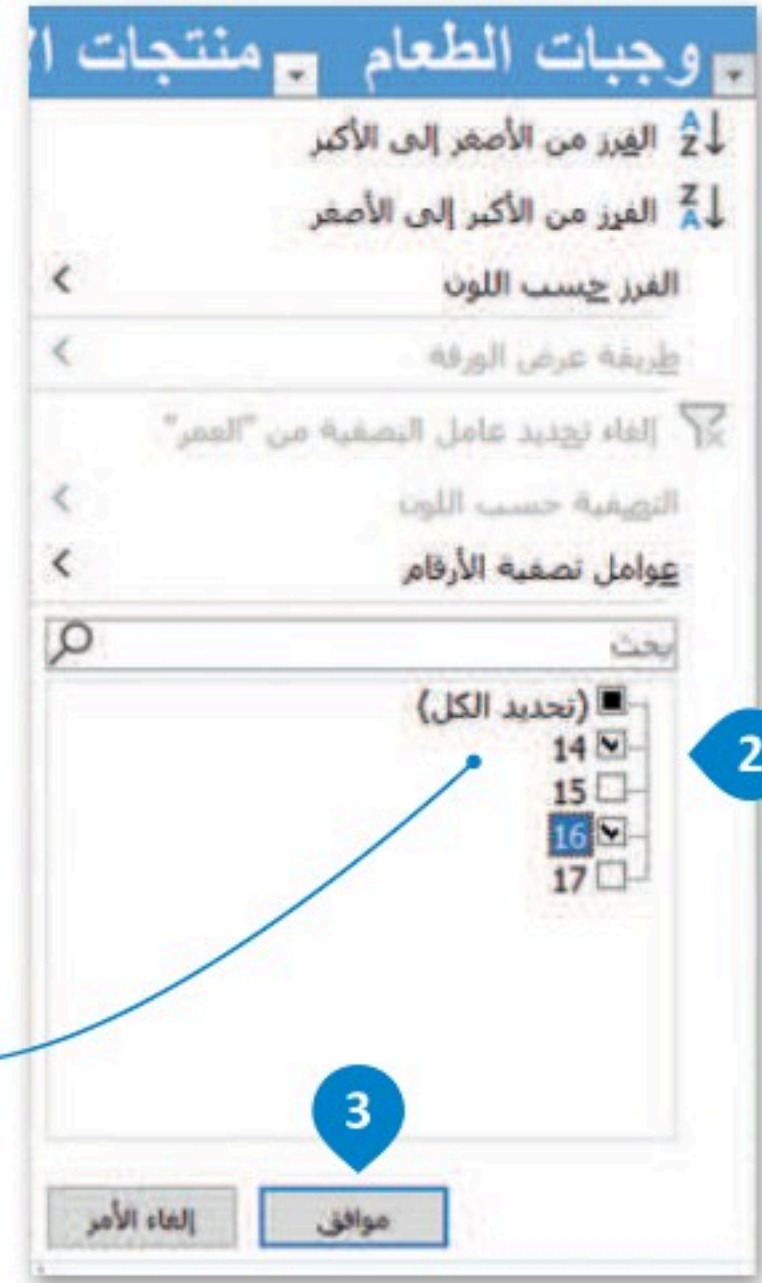 وجبات الطعام منتجات ا
الفرز من الأصغر إلى الأكبر
الفرز من الأكبر إلى الأصغر
الفرز حسب اللون
طريقة عرض الورقة
إلغاء تحديد عامل التصفية من "العمر"
التصفية حسب اللون
عوامل تصفية الأرقام
بحث
(تحديد الكل)
14
15
16
17
2
3
موافق
إلغاء الأمر